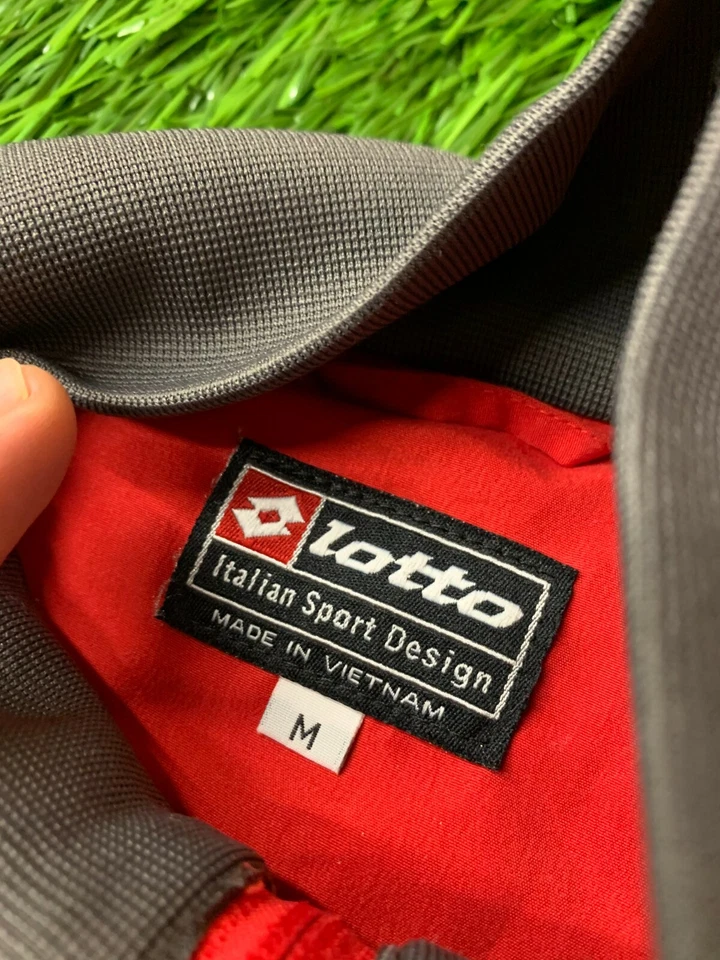 lotto
Italian Sport Design
MADE IN VIETNAM
M